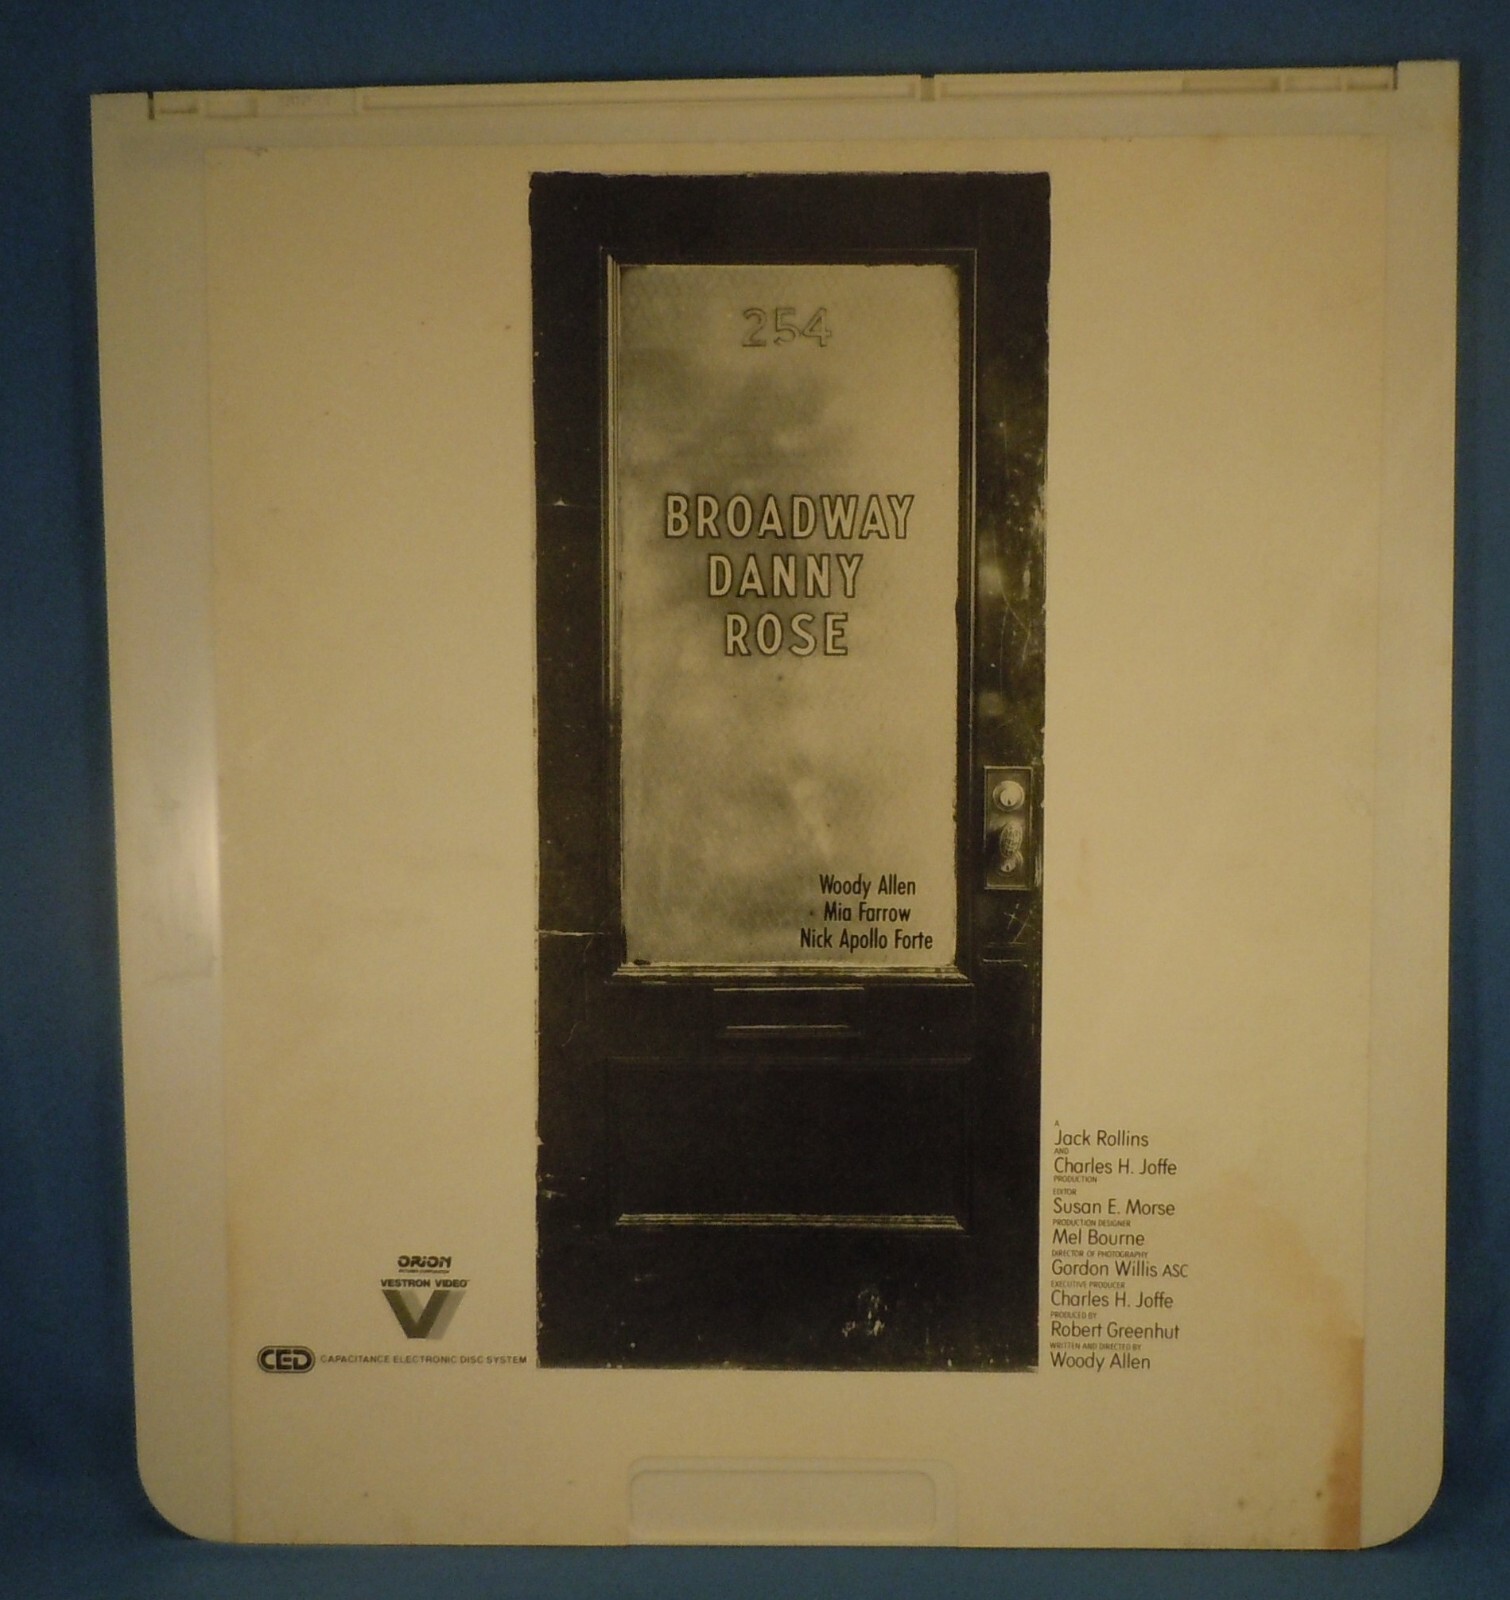 254
BROADWAY
DANNY
ROSE
Woody Allen
Mia Farrow
Nick Apollo Forte
A
Jack Rollins
AND
Charles H. Joffe
PRODUCTION
EDITOR
Susan E. Morse
PRODUCTION DESIGNER
Mel Bourne
DIRECTOR OF PHOTOGRAPHY
Gordon Willis ASC
EXECUTIVE PRODUCER
Charles H. Joffe
PRODUCED BY
Robert Greenhut
WRITTEN AND DIRECTED BY
Woody Allen
ORION
VESTRON VIDEO
CED CAPACITANCE ELECTRONIC DISC SYSTEM